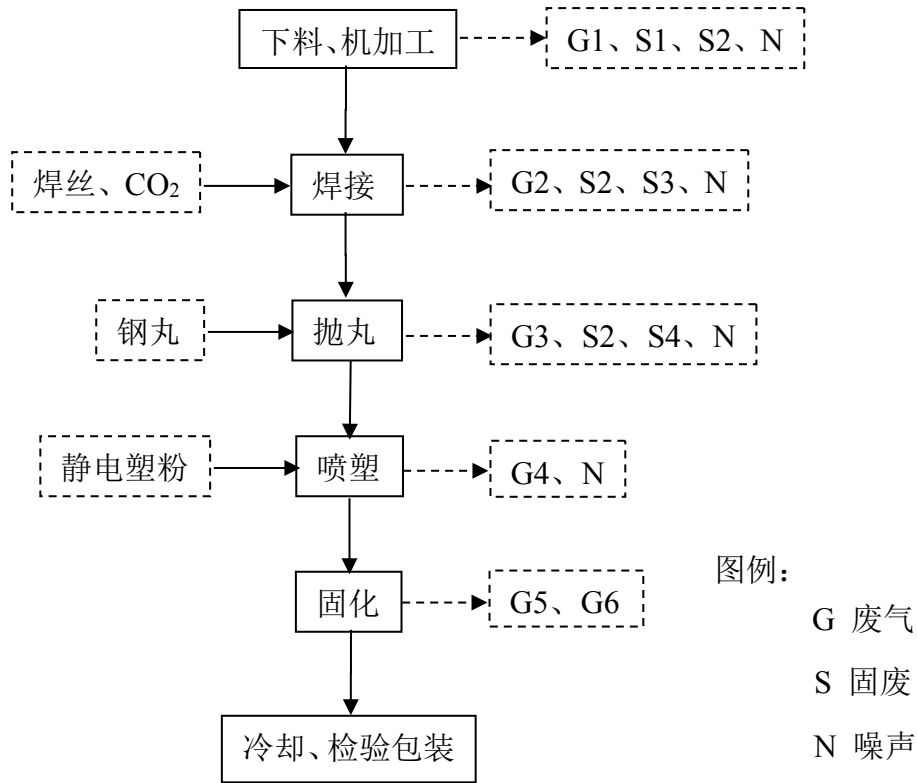 下料、机加工
G1、S1、S2、N
焊丝、CO₂
焊接
G2、S2、S3、N
钢丸
抛丸
G3、S2、S4、N
静电塑粉
喷塑
G4、N
固化
G5、G6
冷却、检验包装
图例：
G 废气
S 固废
N 噪声